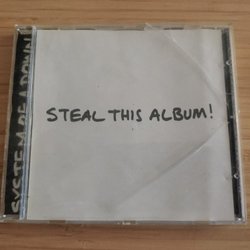 STEAL THIS ALBUM!
SYSTEM OF A DOWN